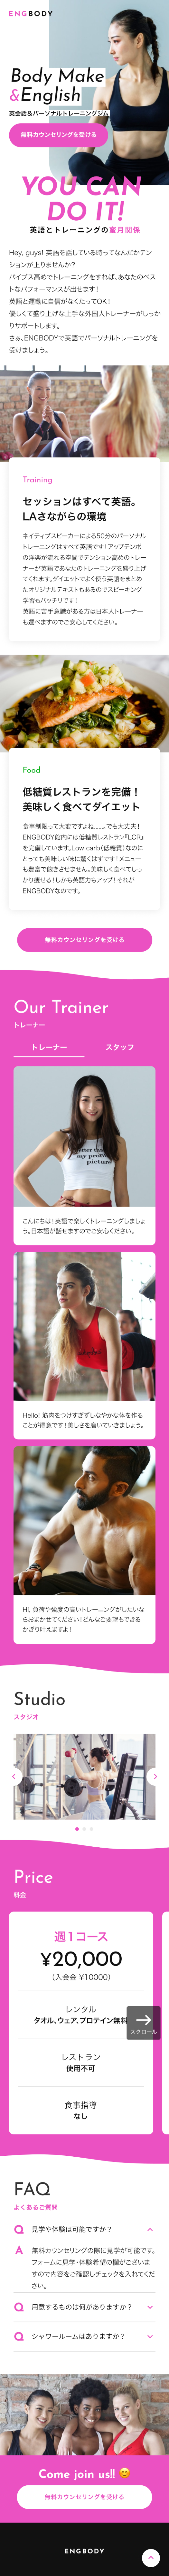 ENGBODY
Body Make
&English
英会話&パーソナルトレーニングジム
無料カウンセリングを受ける
YOU CAN
DO IT!
英語とトレーニングの蜜月関係
Hey, guys! 英語を話している時ってなんだかテン
ションが上りませんか?
バイブス高めでトレーニングをすれば、あなたのベス
トなパフォーマンスが出せます!
英語と運動に自信がなくたってOK!
優しくて盛り上げ上手な外国人トレーナーがしっか
りサポートします。
さぁ、ENGBODYで英語でパーソナルトレーニングを
受けましょう。
Training
セッションはすべて英語。
LAさながらの環境
ネイティブスピーカーによる50分のパーソナル
トレーニングはすべて英語です!アップテンポ
の洋楽が流れる空間でテンション高めのトレー
ナーが英語であなたのトレーニングを盛り上げ
てくれます。ダイエットでよく使う英語をまとめ
たオリジナルテキストもあるのでスピーキング
学習もバッチリです!
英語に苦手意識がある方は日本人トレーナー
も選べますのでご安心してください。
Food
低糖質レストランを完備!
美味しく食べてダイエット
食事制限って大変ですよね……。でも大丈夫!
ENGBODY館内には低糖質レストラン『LCR』
を完備しています。Low carb(低糖質)なのに
とっても美味しい味に驚くはずです!メニュー
も豊富で飽きさせません。美味しく食べてしっ
かり痩せる!しかも英語力もアップ!それが
ENGBODYなのです。
無料カウンセリングを受ける
Our Trainer
トレーナー
トレーナー スタッフ
こんにちは!英語で楽しくトレーニングしましょ
う。日本語が話せますのでご安心ください。
Hello! 筋肉をつけすぎずしなやかな体を作る
ことが得意です!美しさを磨いていきましょう。
Hi, 負荷や強度の高いトレーニングがしたいな
らおまかせてください!どんなご要望もできる
かぎり叶えますよ!
Studio
スタジオ
Price
料金
週1コース
¥20,000
(入会金 ¥10000)
レンタル
タオル、ウェア、プロテイン無料
スクロール
レストラン
使用不可
食事指導
なし
FAQ
よくあるご質問
Q 見学や体験は可能ですか?
A 無料カウンセリングの際に見学が可能です。
フォームに見学・体験希望の欄がございま
すので内容をご確認しチェックを入れてくだ
さい。
Q 用意するものは何がありますか?
Q シャワールームはありますか?
Come join us!! 😊
無料カウンセリングを受ける
ENGBODY